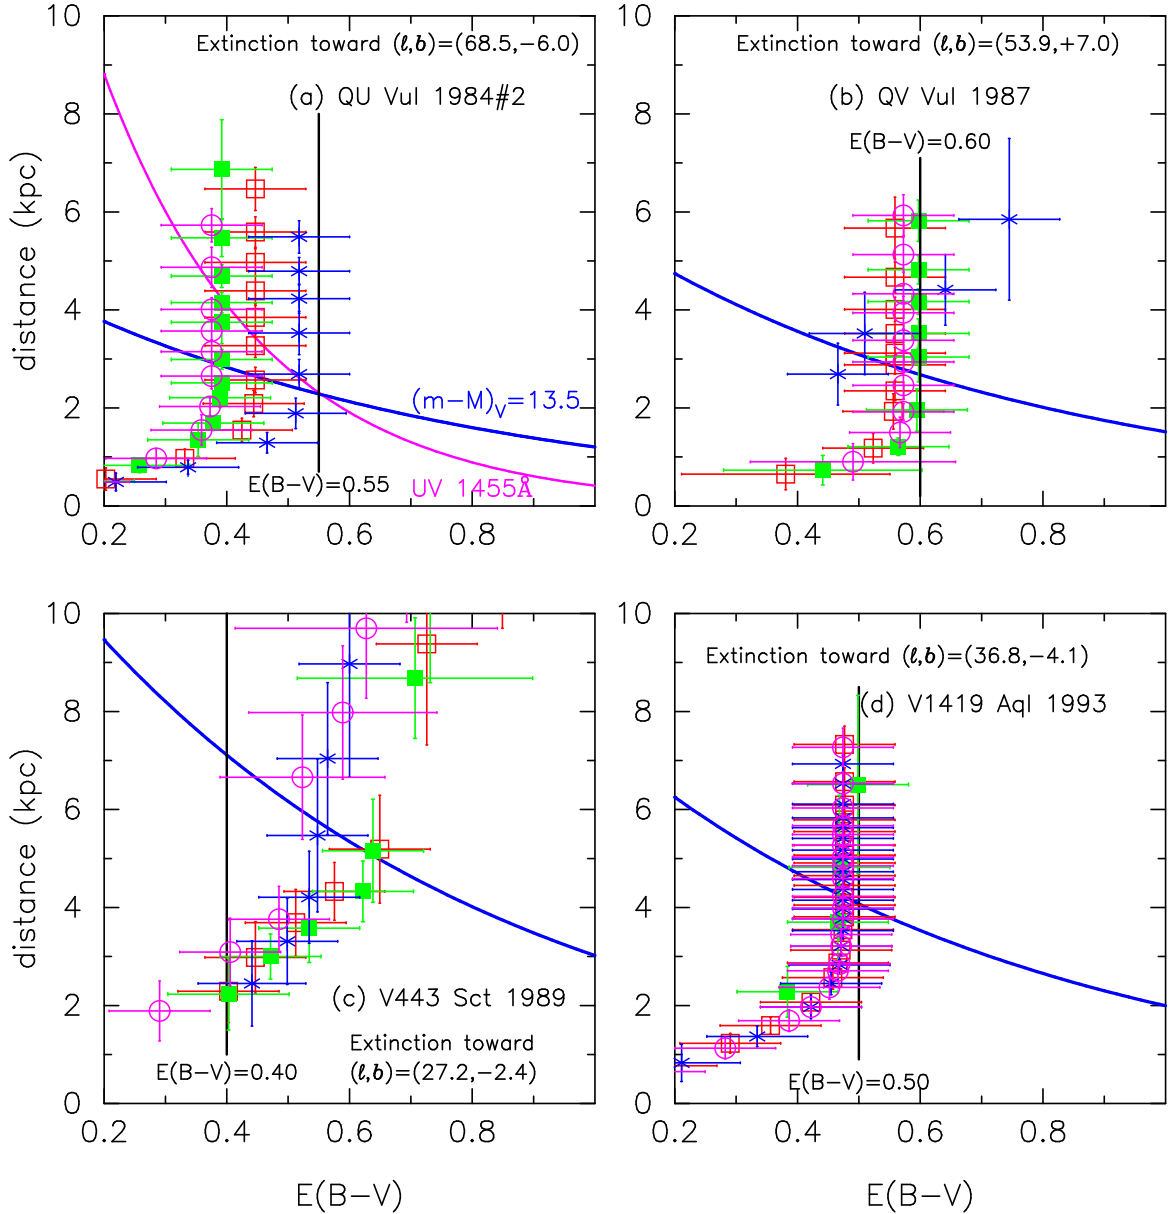 Extinction toward (ℓ,b)=(68.5,−6.0)
(a) QU Vul 1984#2
(m−M)V=13.5
E(B−V)=0.55
UV 1455Å
distance (kpc)
10
8
6
4
2
0
0.2
0.4
0.6
0.8
Extinction toward (ℓ,b)=(53.9,+7.0)
(b) QV Vul 1987
E(B−V)=0.60
10
8
6
4
2
0
0.2
0.4
0.6
0.8
(c) V443 Sct 1989
Extinction toward
(ℓ,b)=(27.2,−2.4)
E(B−V)=0.40
distance (kpc)
10
8
6
4
2
0
0.2
0.4
0.6
0.8
E(B−V)
Extinction toward (ℓ,b)=(36.8,−4.1)
(d) V1419 Aql 1993
E(B−V)=0.50
10
8
6
4
2
0
0.2
0.4
0.6
0.8
E(B−V)